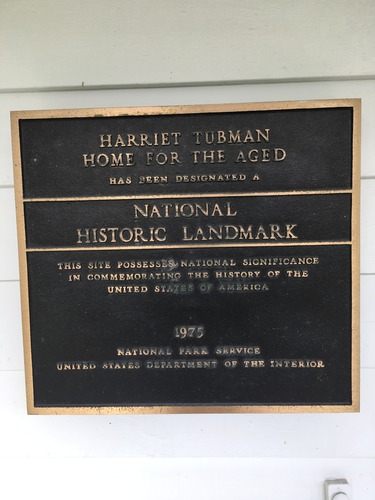 HARRIET TUBMAN
HOME FOR THE AGED
HAS BEEN DESIGNATED A
NATIONAL
HISTORIC LANDMARK
THIS SITE POSSESSES NATIONAL SIGNIFICANCE
IN COMMEMORATING THE HISTORY OF THE
UNITED STATES OF AMERICA
1975
NATIONAL PARK SERVICE
UNITED STATES DEPARTMENT OF THE INTERIOR